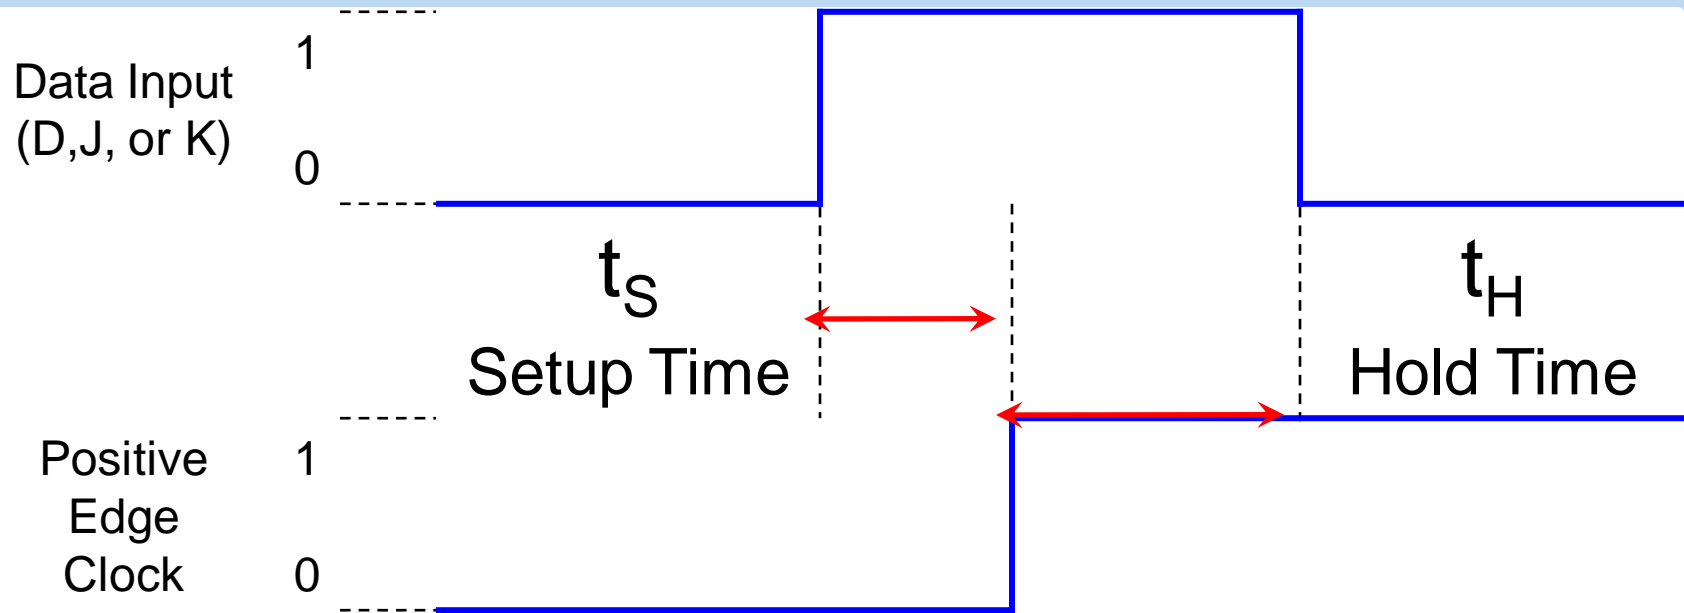 Data Input
(D,J, or K)
1
0
tS
Setup Time
tH
Hold Time
Positive
Edge
Clock
1
0